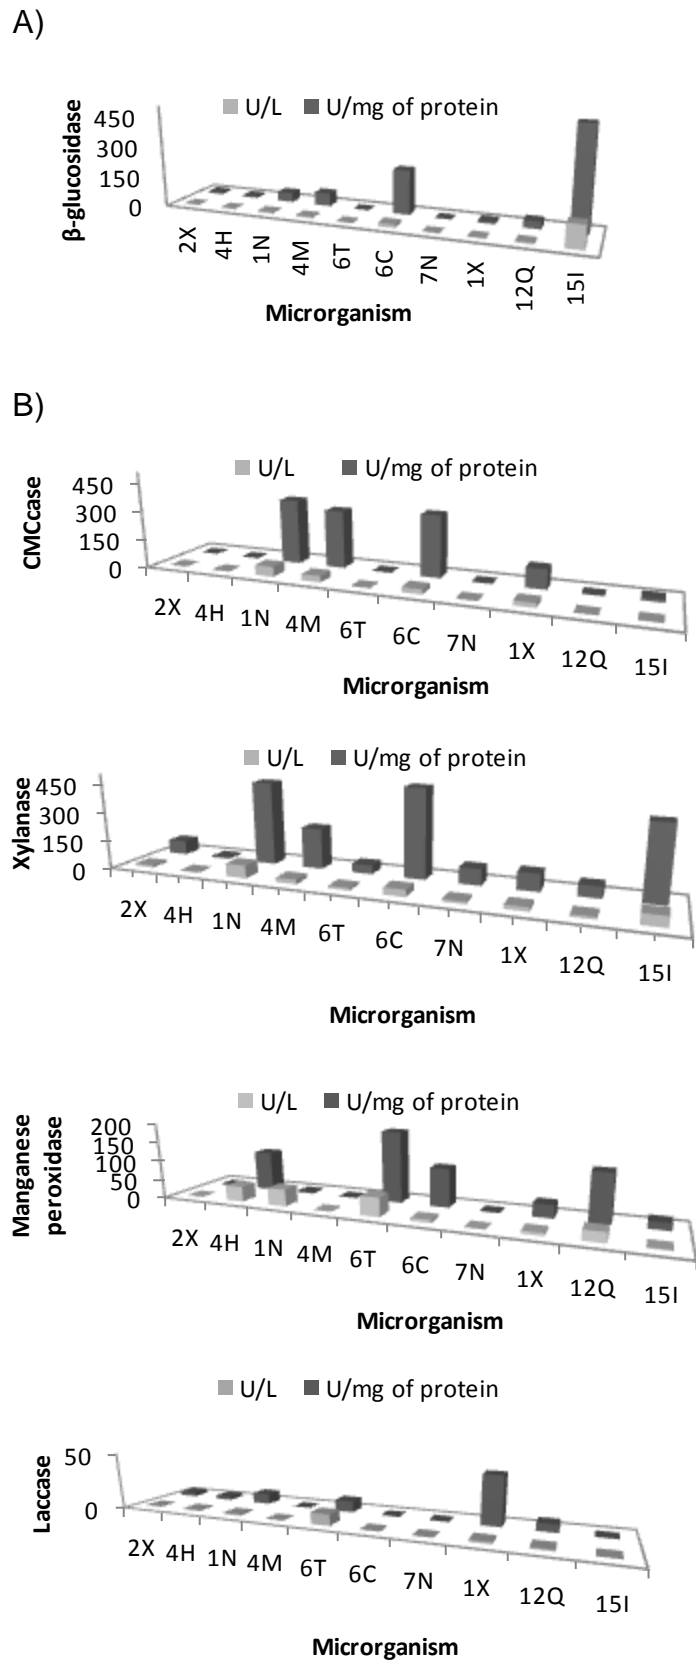 A)
U/L U/mg of protein
β-glucosidase
450
300
150
0
2X 4H 1N 4M 6T 6C 7N 1X 12Q 15I
Microrganism
B)
U/L U/mg of protein
CMCcase
450
300
150
0
2X 4H 1N 4M 6T 6C 7N 1X 12Q 15I
Microrganism
U/L U/mg of protein
Xylanase
450
300
150
0
2X 4H 1N 4M 6T 6C 7N 1X 12Q 15I
Microrganism
U/L U/mg of protein
Manganese
peroxidase
200
150
100
50
0
2X 4H 1N 4M 6T 6C 7N 1X 12Q 15I
Microrganism
U/L U/mg of protein
Laccase
50
0
2X 4H 1N 4M 6T 6C 7N 1X 12Q 15I
Microrganism